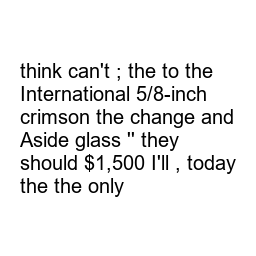 think can't ; the to the
International 5/8-inch
crimson the change and
Aside glass " they
should $1,500 I'll , today
the the only